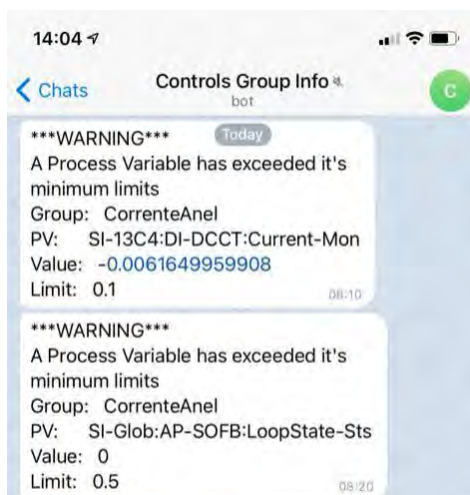 14:04
Chats
Controls Group Info
bot
C
Today
***WARNING***
A Process Variable has exceeded it's
minimum limits
Group: CorrenteAnel
PV: SI-13C4:DI-DCCT:Current-Mon
Value: -0.0061649959908
Limit: 0.1
08:10
***WARNING***
A Process Variable has exceeded it's
minimum limits
Group: CorrenteAnel
PV: SI-Glob:AP-SOFB:LoopState-Sts
Value: 0
Limit: 0.5
08:20